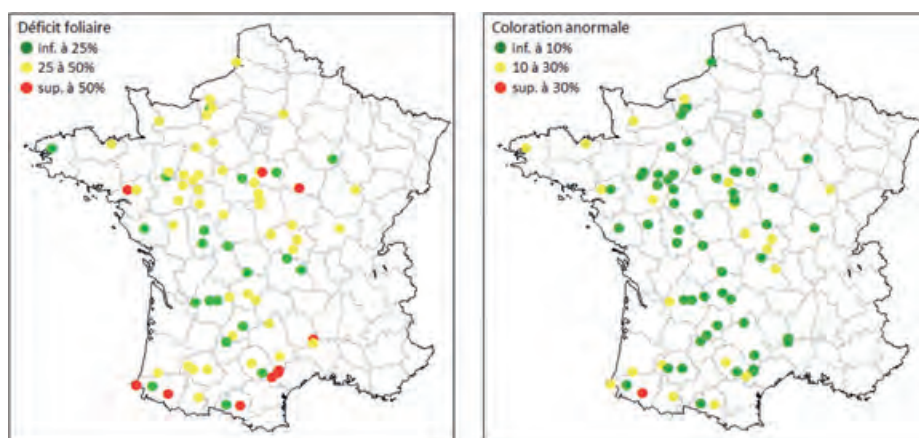 Déficit foliaire
inf. à 25%
25 à 50%
sup. à 50%
Coloration anormale
inf. à 10%
10 à 30%
sup. à 30%